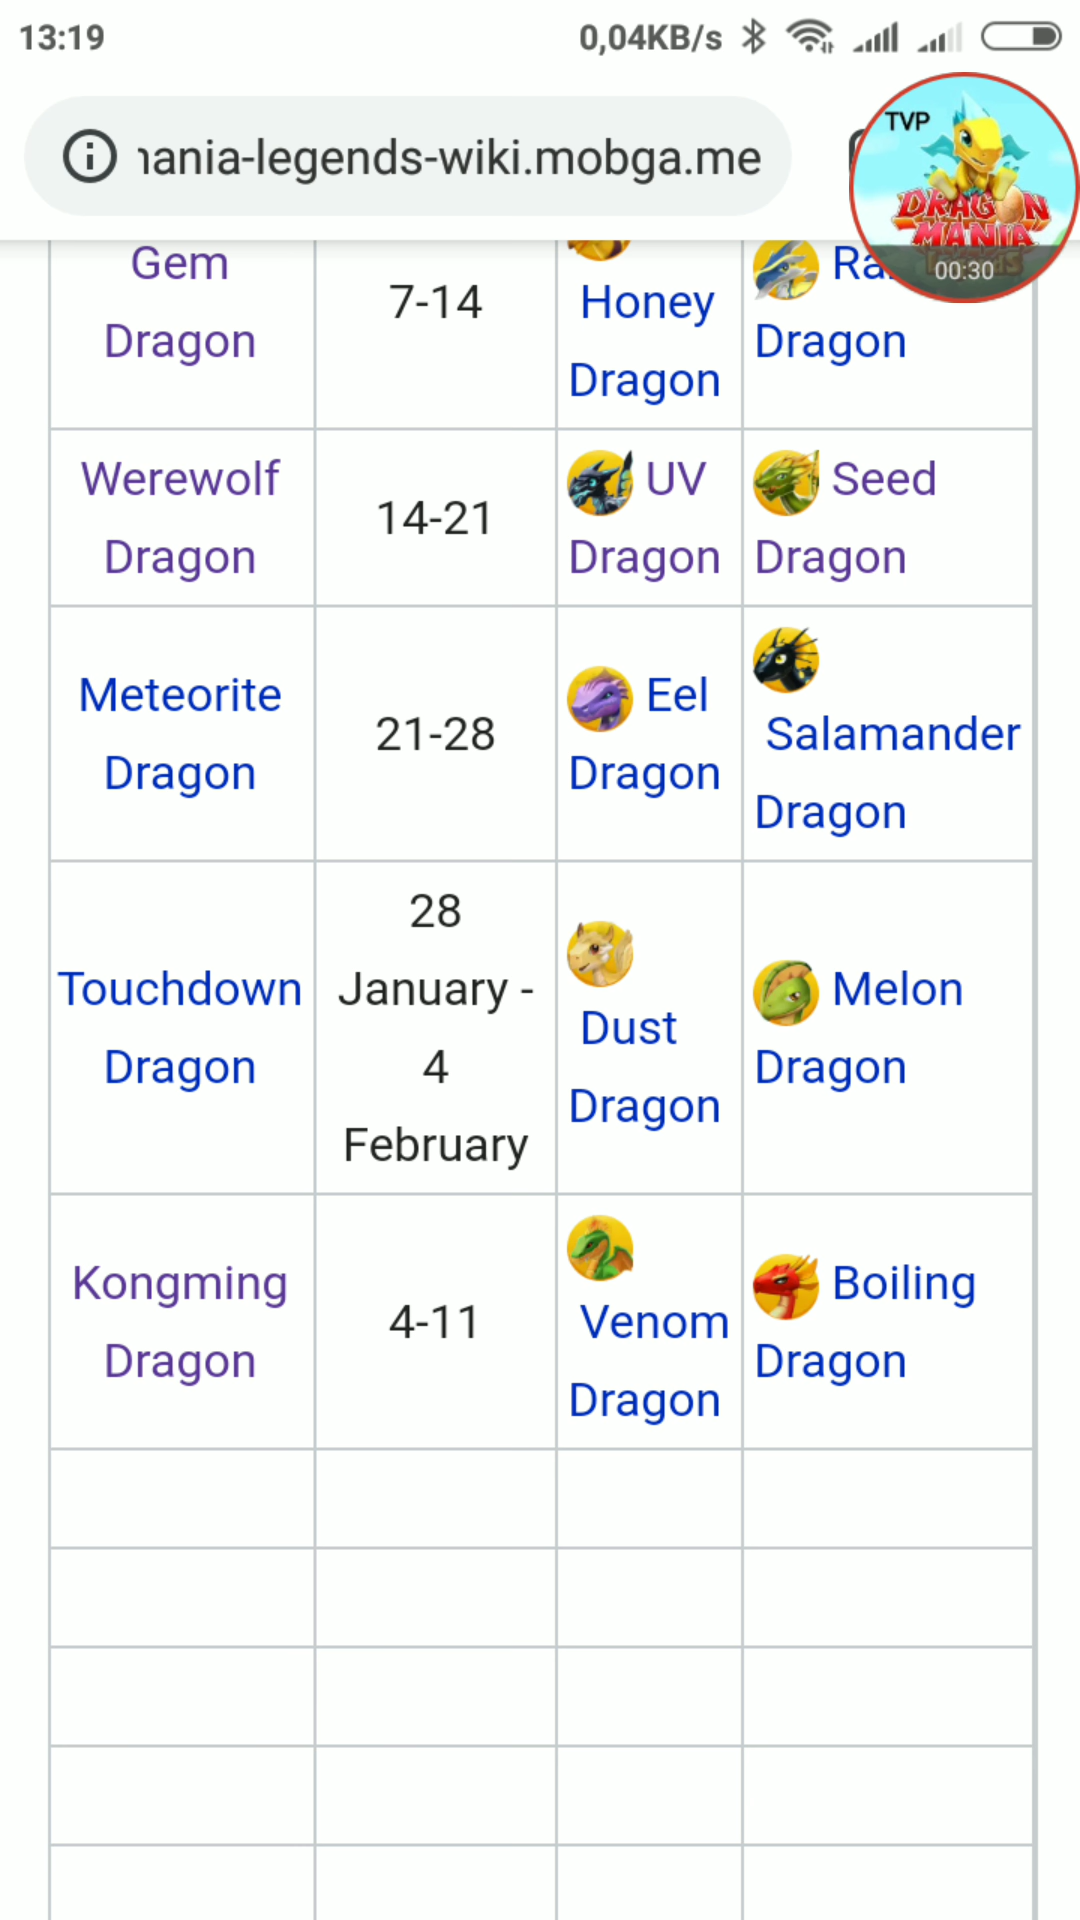 13:19
0,04KB/s
ania-legends-wiki.mobga.me
TVP
DRAGON
MANIA
00:30
Gem
Dragon
7-14
Honey
Dragon
Dragon
Werewolf
Dragon
14-21
UV
Dragon
Seed
Dragon
Meteorite
Dragon
21-28
Eel
Dragon
Salamander
Dragon
Touchdown
Dragon
28
January -
4
February
Dust
Dragon
Melon
Dragon
Kongming
Dragon
4-11
Venom
Dragon
Boiling
Dragon